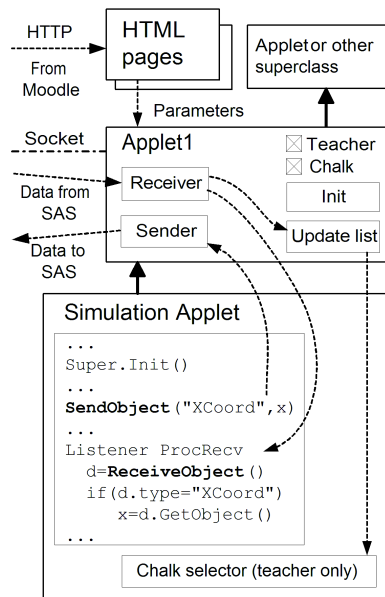 HTTP
From
Moodle
HTML
pages
Applet or other
superclass
Parameters
Socket
Applet1
Teacher
Chalk
Data from
SAS
Receiver
Init
Sender
Update list
Data to
SAS
Simulation Applet
...
Super.Init()
...
SendObject("XCoord",x)
...
Listener ProcRecv
d=ReceiveObject()
if(d.type="XCoord")
x=d.GetObject()
...
Chalk selector (teacher only)